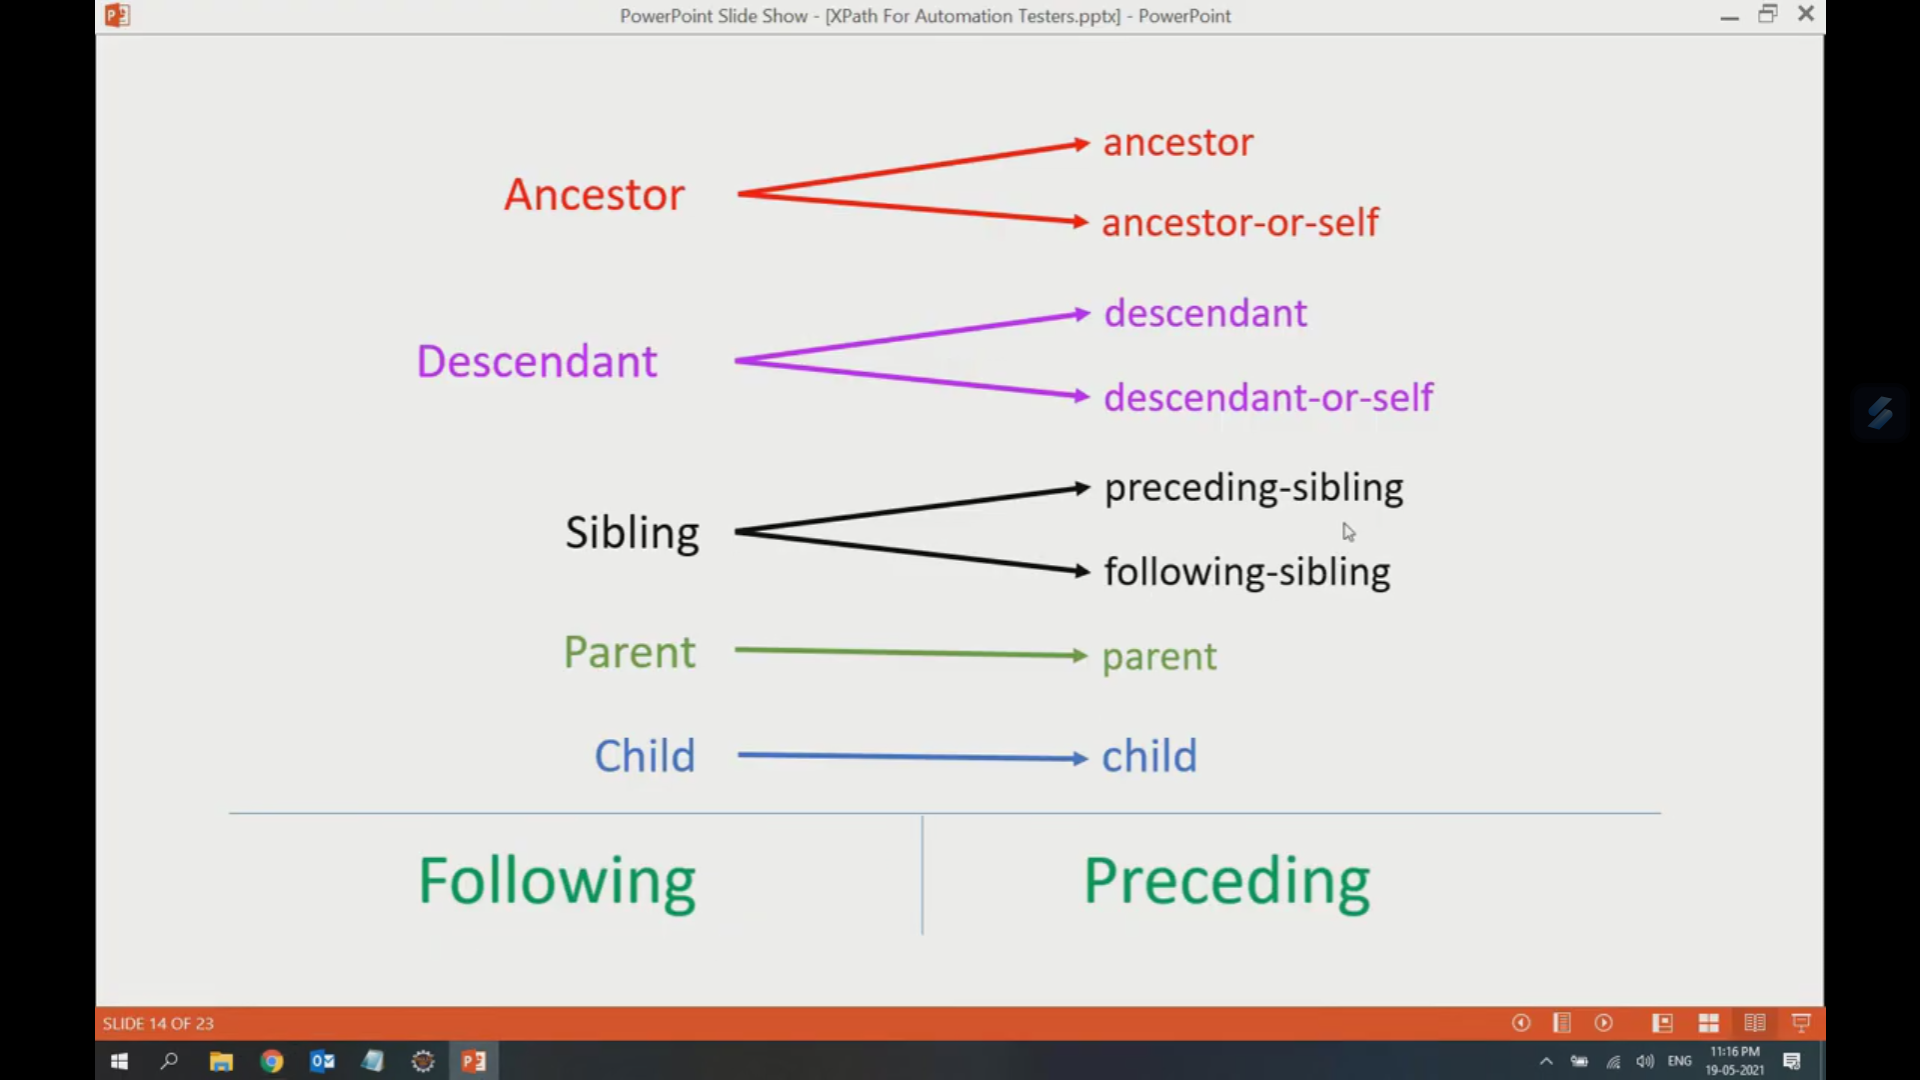 PowerPoint Slide Show - [XPath For Automation Testers.pptx] - PowerPoint
Ancestor
ancestor
ancestor-or-self
Descendant
descendant
descendant-or-self
Sibling
preceding-sibling
following-sibling
Parent
parent
Child
child
Following
Preceding
SLIDE 14 OF 23
ENG
11:16 PM
19-05-2021